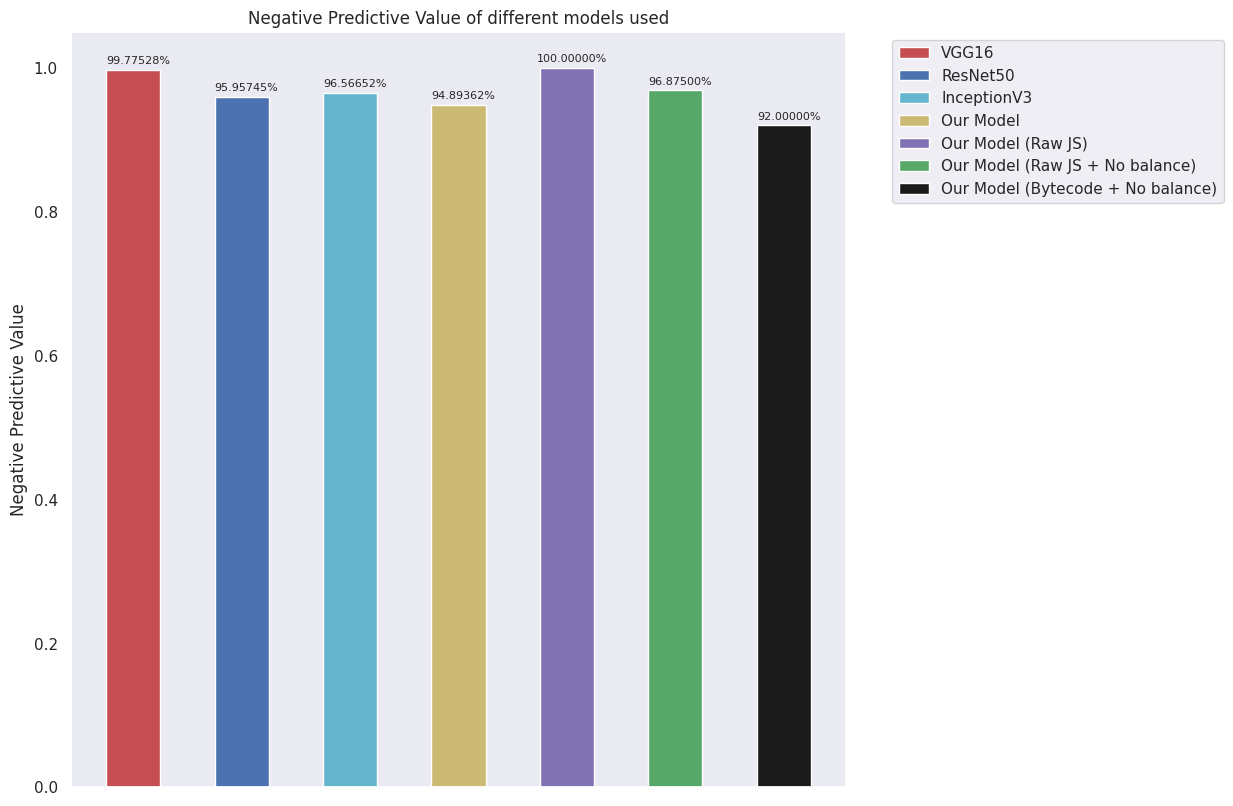 Negative Predictive Value of different models used
99.77528%
95.95745%
96.56652%
94.89362%
100.00000%
96.87500%
92.00000%
1.0
0.8
0.6
0.4
0.2
0.0
Negative Predictive Value
VGG16
ResNet50
InceptionV3
Our Model
Our Model (Raw JS)
Our Model (Raw JS + No balance)
Our Model (Bytecode + No balance)